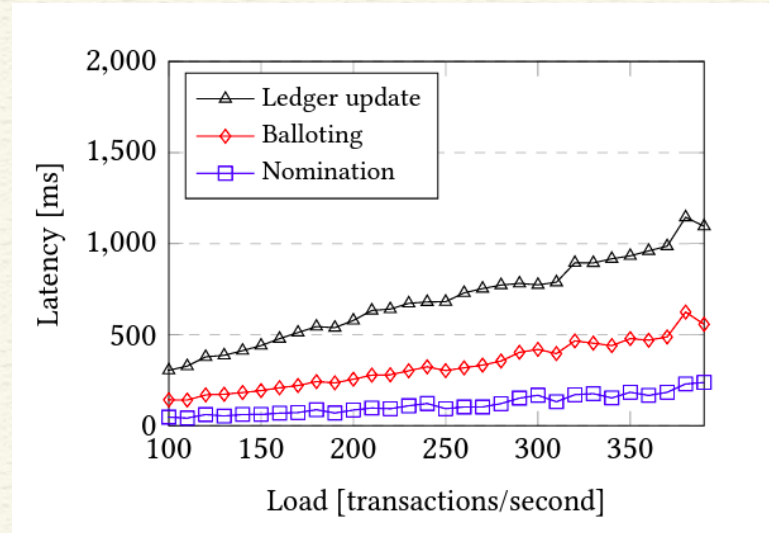 2,000
1,500
1,000
500
0
Latency [ms]
Ledger update
Balloting
Nomination
100 150 200 250 300 350
Load [transactions/second]